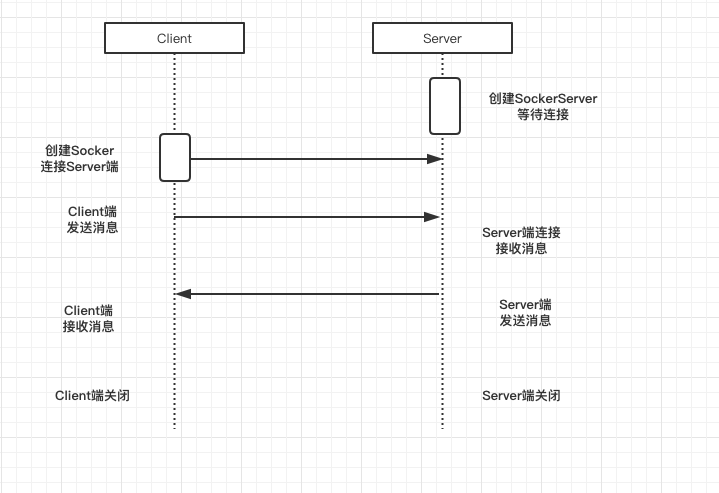 Client
Server
创建SockerServer
等待连接
创建Socker
连接Server端
Client端
发送消息
Server端连接
接收消息
Client端
接收消息
Server端
发送消息
Client端关闭
Server端关闭